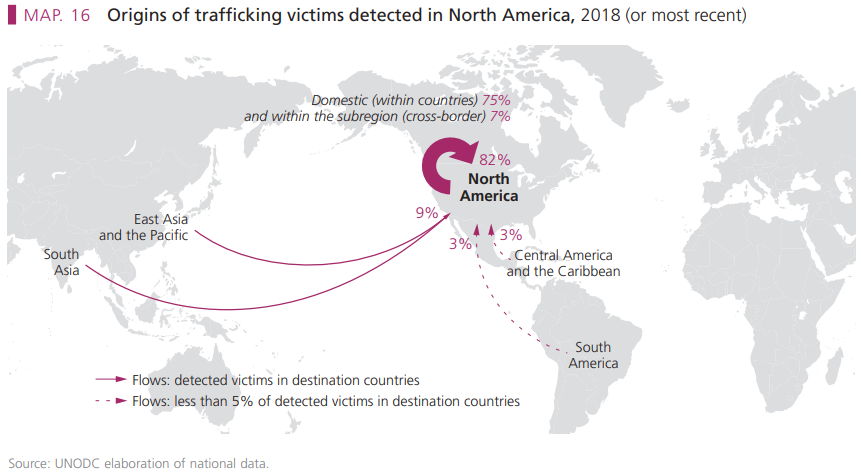 MAP. 16 Origins of trafficking victims detected in North America, 2018 (or most recent)
Domestic (within countries) 75%
and within the subregion (cross-border) 7%
82%
North
America
9%
East Asia
and the Pacific
South
Asia
3%
3%
Central America
and the Caribbean
South
America
Flows: detected victims in destination countries
Flows: less than 5% of detected victims in destination countries
Source: UNODC elaboration of national data.